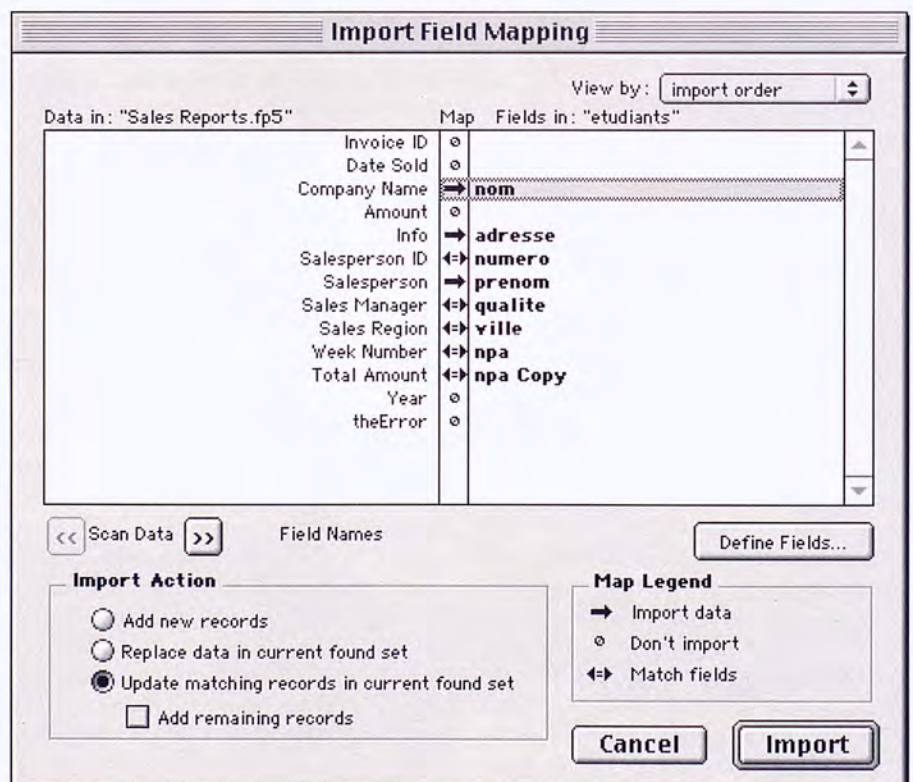 Import Field Mapping
View by: import order
Data in: "Sales Reports.fp5" Map Fields in: "etudiants"
Invoice ID
Date Sold
Company Name nom
Amount
Info adresse
Salesperson ID numero
Salesperson prenom
Sales Manager qualite
Sales Region ville
Week Number npa
Total Amount npa Copy
Year
theError
<< Scan Data >> Field Names Define Fields...
Import Action
Add new records
Replace data in current found set
Update matching records in current found set
Add remaining records
Map Legend
Import data
Don't import
Match fields
Cancel Import